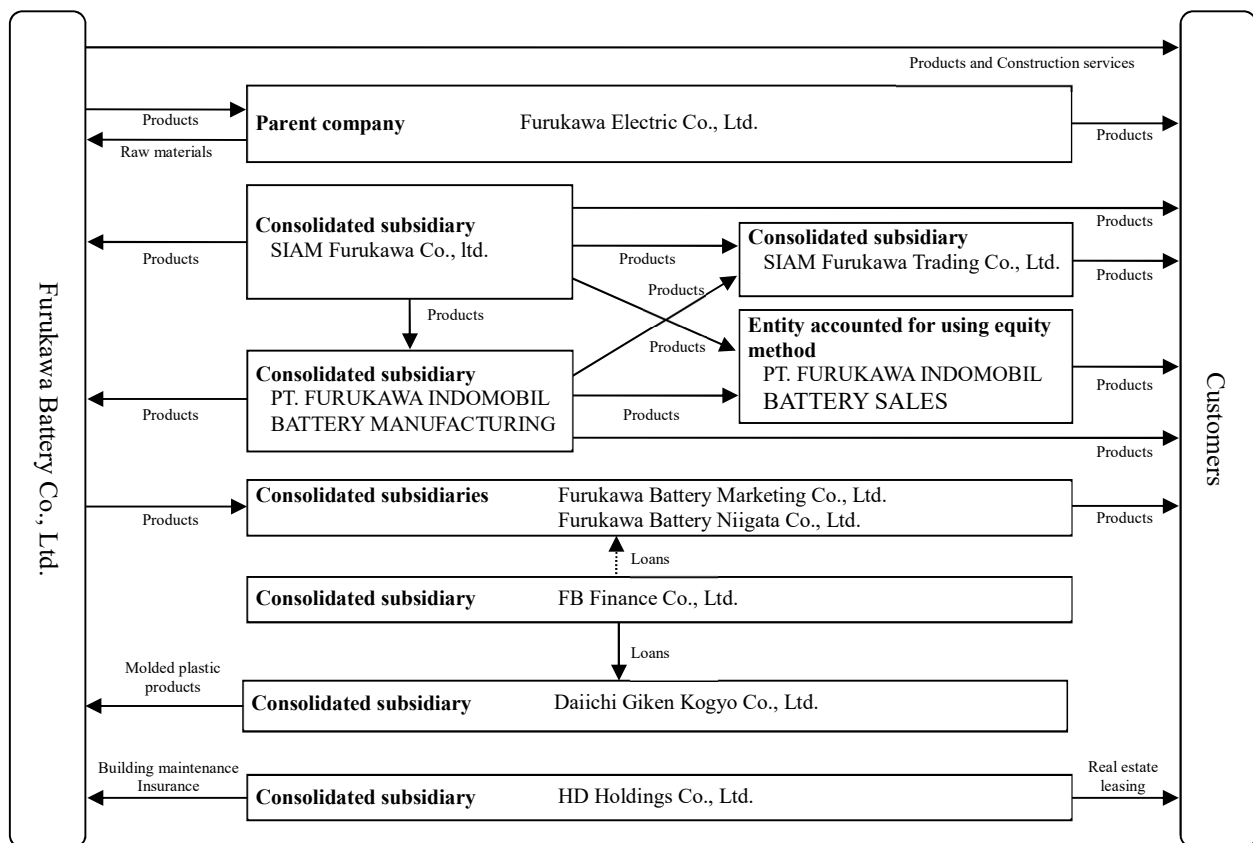 Furukawa Battery Co., Ltd.
Customers
Products and Construction services
Products
Raw materials
Parent company Furukawa Electric Co., Ltd.
Products
Products
Consolidated subsidiary
SIAM Furukawa Co., ltd.
Products
Products
Consolidated subsidiary
SIAM Furukawa Trading Co., Ltd.
Products
Products
Products
Products
Entity accounted for using equity
method
PT. FURUKAWA INDOMOBIL
BATTERY SALES
Products
Products
Consolidated subsidiary
PT. FURUKAWA INDOMOBIL
BATTERY MANUFACTURING
Products
Products
Products
Consolidated subsidiaries Furukawa Battery Marketing Co., Ltd.
Furukawa Battery Niigata Co., Ltd.
Products
Products
Loans
Consolidated subsidiary FB Finance Co., Ltd.
Loans
Molded plastic
products
Consolidated subsidiary Daiichi Giken Kogyo Co., Ltd.
Building maintenance
Insurance
Consolidated subsidiary HD Holdings Co., Ltd.
Real estate
leasing